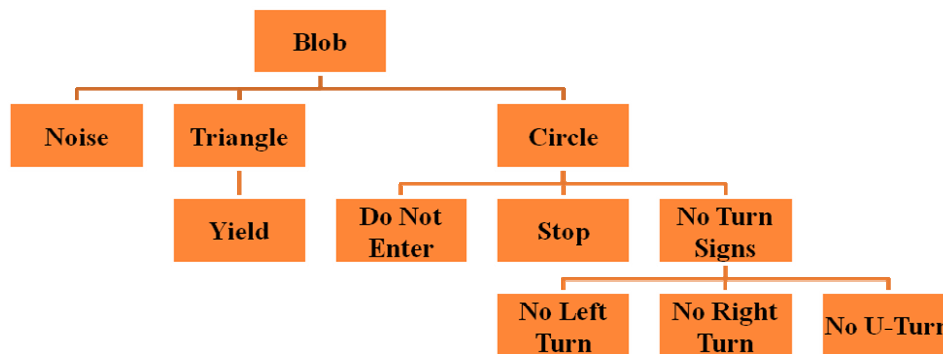 Blob
Noise
Triangle
Circle
Yield
Do Not
Enter
Stop
No Turn
Signs
No Left
Turn
No Right
Turn
No U-Turn